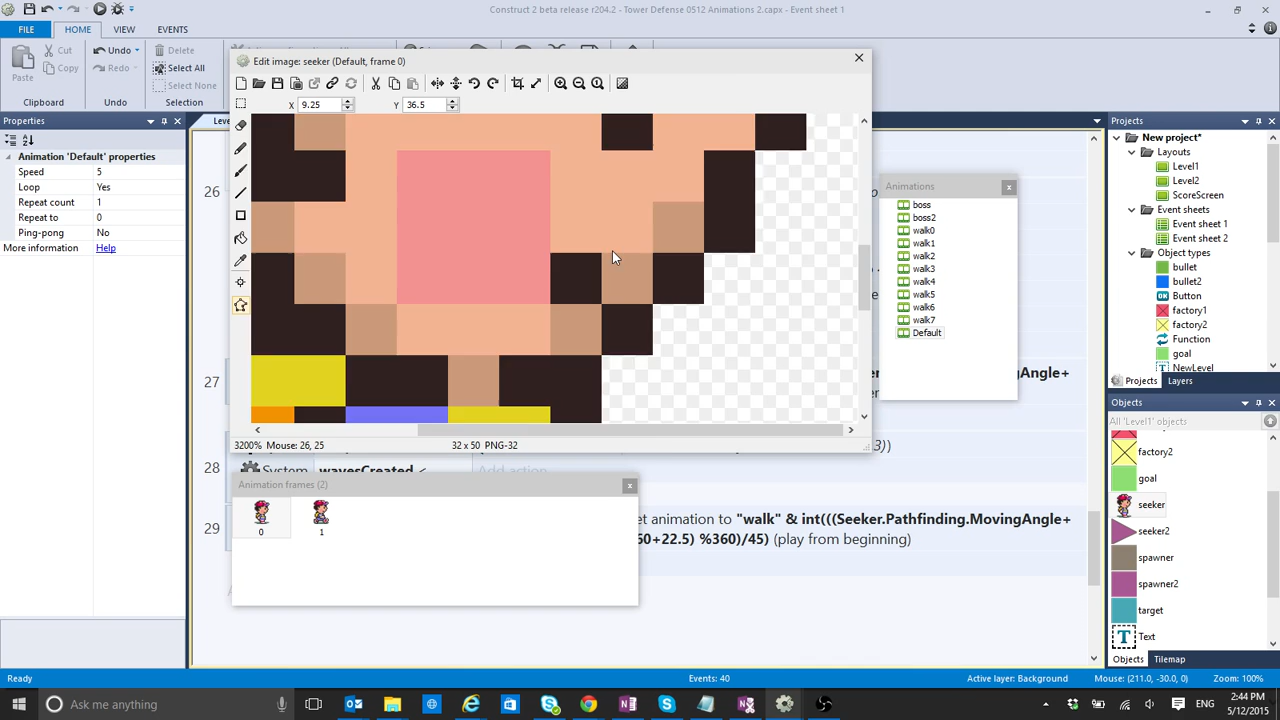 Construct 2 beta release r204.2 - Tower Defense 0512 Animations 2.capx - Event sheet 1
FILE HOME VIEW EVENTS
Paste
Cut
Copy
Clipboard
Undo
Redo
Undo
Delete
Select All
Select None
Selection
Properties
Animation 'Default' properties
Speed 5
Loop Yes
Repeat count 1
Repeat to 0
Ping-pong No
More information Help
Edit image: seeker (Default, frame 0)
X 9.25 Y 36.5
3200% Mouse: 26, 25 32 x 50 PNG-32
26
27
MovingAngle+
28
System wavesCreated < Add action
29
et animation to "walk" & int(((Seeker.Pathfinding.MovingAngle+
60+22.5) %360)/45) (play from beginning)
Animation frames (2)
0
1
Animations
boss
boss2
walk0
walk1
walk2
walk3
walk4
walk5
walk6
walk7
Default
Projects
New project*
Layouts
Level1
Level2
ScoreScreen
Event sheets
Event sheet 1
Event sheet 2
Object types
bullet
bullet2
Button
factory1
factory2
Function
goal
NewLevel
Projects Layers
Objects
All 'Level1' objects
factory2
goal
seeker
seeker2
spawner
spawner2
target
Text
Objects Tilemap
Ready Events: 40 Active layer: Background Mouse: (211.0, -30.0, 0) Zoom: 100%
Ask me anything
ENG
2:44 PM
5/12/2015